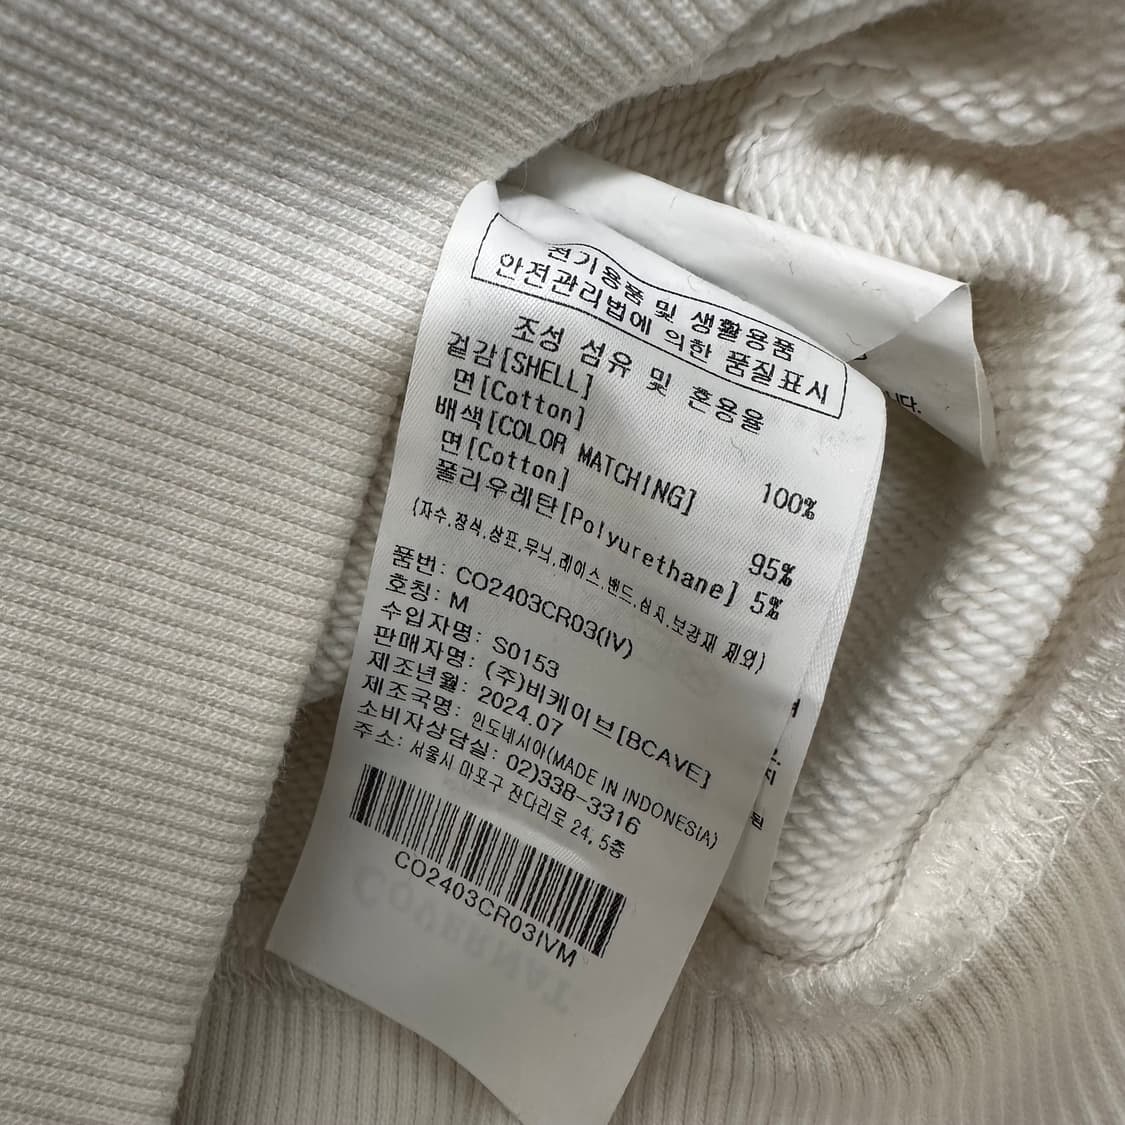 전기용품 및 생활용품
안전관리법에 의한 품질표시
조성 섬유 및 혼용율
겉감[SHELL]
면[Cotton] 100%
배색[COLOR MATCHING]
면[Cotton] 95%
폴리우레탄[Polyurethane] 5%
(자수,장식,상표,무늬,레이스,밴드,심지,보강재 제외)
품번: CO2403CR03(IV)
호칭: M
수입자명: S0153
판매자명: (주)비케이브[BCAVE]
제조년월: 2024.07
제조국명: 인도네시아(MADE IN INDONESIA)
소비자상담실: 02)338-3316
주소: 서울시 마포구 잔다리로 24, 5층
CO2403CR03IVM
COVERNAT
니다.